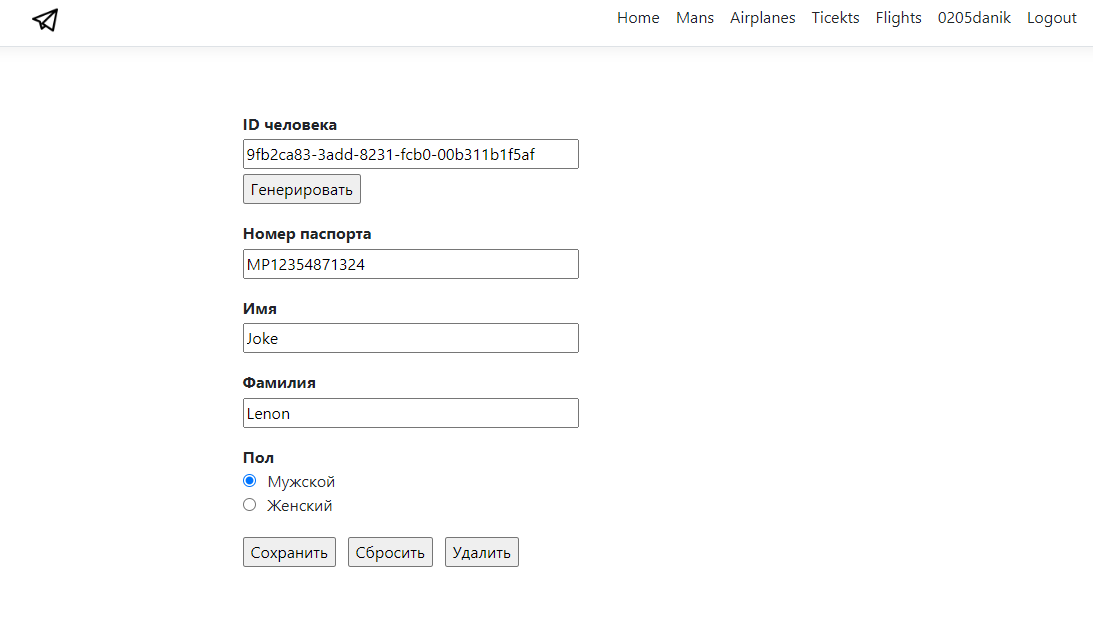 Home Mans Airplanes Ticekts Flights 0205danik Logout
ID человека
9fb2ca83-3add-8231-fcb0-00b311b1f5af
Генерировать
Номер паспорта
MP12354871324
Имя
Joke
Фамилия
Lenon
Пол
Мужской
Женский
Сохранить Сбросить Удалить